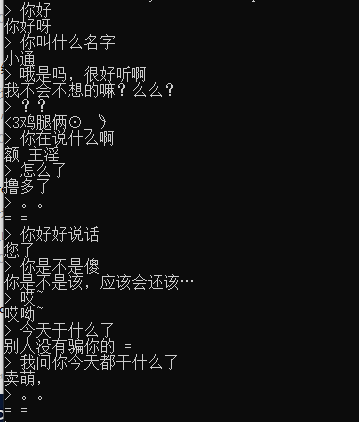 > 你好
你好呀
> 你叫什么名字
小通
> 哦是吗，很好听啊
我不会不想的嘛？么么？
> ？？
<3鸡腿俩⊙_
> 你在说什么啊
额 王淫
> 怎么了
撸多了
> 。。
= =
> 你好好说话
您了
> 你是不是傻
你是不是该，应该会还该…
> 哎~
哎呦~
> 今天干什么了
别人没有骗你的 =
> 我问你今天都干什么了
卖萌，
> 。。
= =